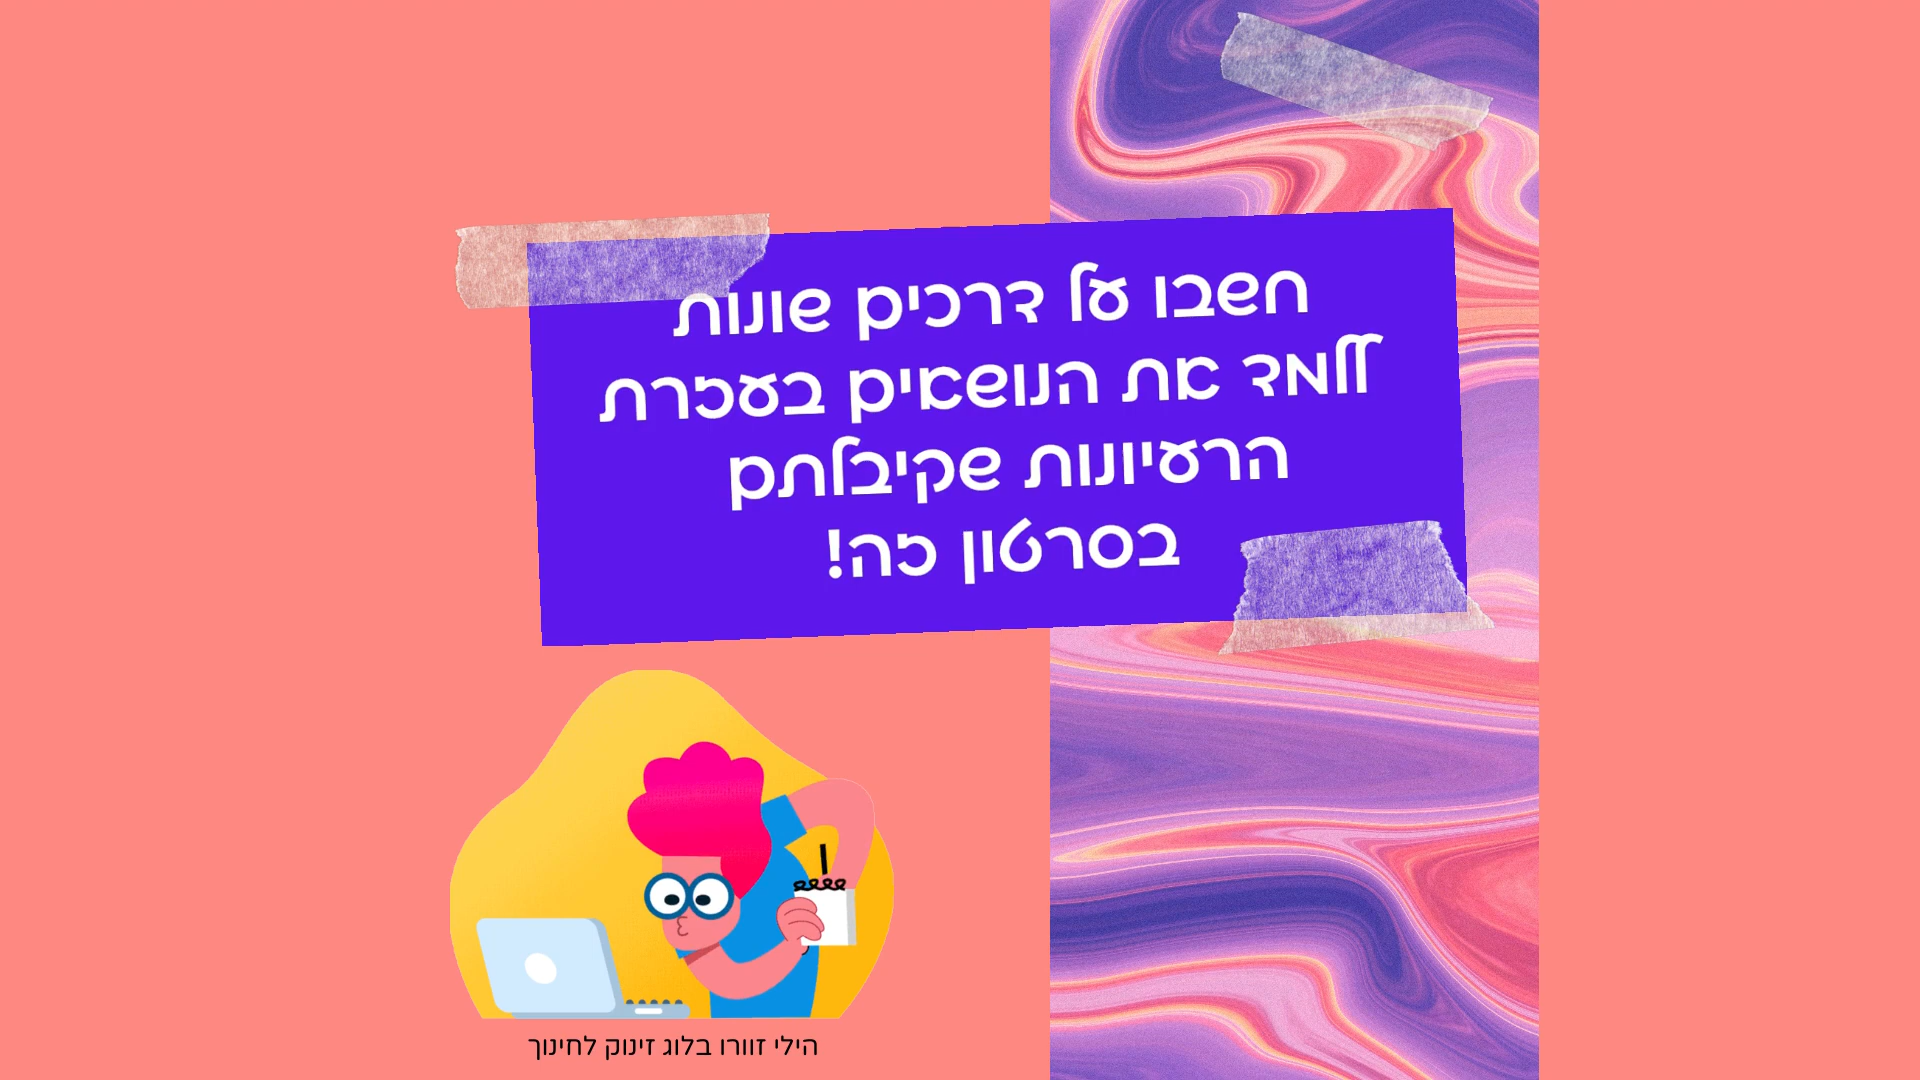 חשבו על דרכים שונות
ללמד את הנושאים בעזרת
הרעיונות שקיבלתם
בסרטון זה!
הילי זוורו בלוג זינוק לחינוך